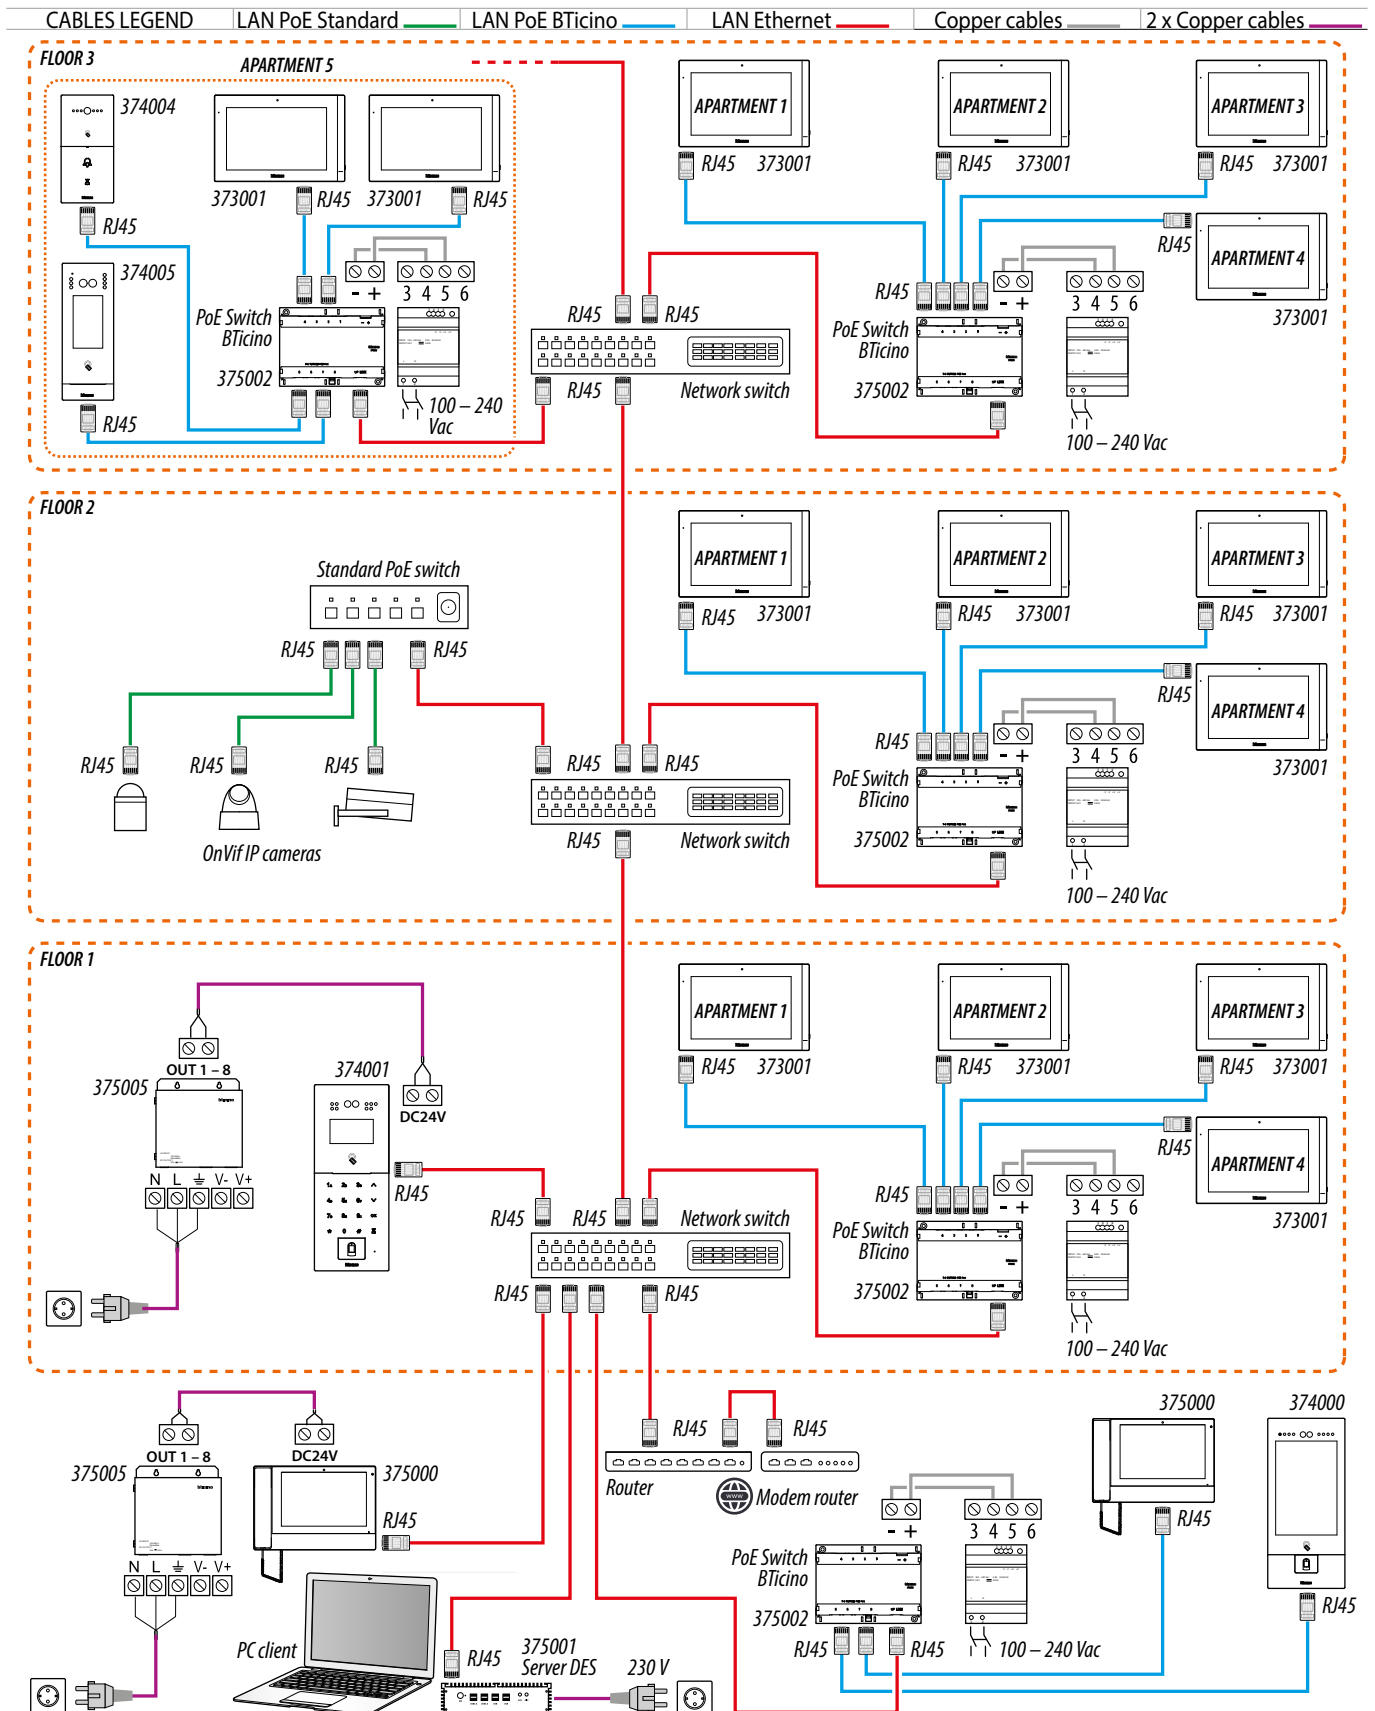 CABLES LEGEND LAN PoE Standard LAN PoE BTicino LAN Ethernet Copper cables 2 x Copper cables
FLOOR 3
APARTMENT 5
374004
373001 RJ45 373001 RJ45
RJ45
374005
- + 3 4 5 6
PoE Switch
BTicino
375002
RJ45
100 – 240
Vac
RJ45 RJ45
RJ45 Network switch
APARTMENT 1 APARTMENT 2 APARTMENT 3
RJ45 373001 RJ45 373001 RJ45 373001
RJ45 APARTMENT 4
373001
RJ45 - + 3 4 5 6
PoE Switch
BTicino
375002
100 – 240 Vac
FLOOR 2
Standard PoE switch
RJ45 RJ45
RJ45 RJ45 RJ45
OnVif IP cameras
RJ45 RJ45
RJ45 Network switch
APARTMENT 1 APARTMENT 2 APARTMENT 3
RJ45 373001 RJ45 373001 RJ45 373001
RJ45 APARTMENT 4
373001
RJ45 - + 3 4 5 6
PoE Switch
BTicino
375002
100 – 240 Vac
FLOOR 1
OUT 1 – 8
375005
374001
DC24V
N L V- V+
RJ45
RJ45 RJ45 Network switch
RJ45 RJ45
APARTMENT 1 APARTMENT 2 APARTMENT 3
RJ45 373001 RJ45 373001 RJ45 373001
RJ45 APARTMENT 4
373001
RJ45 - + 3 4 5 6
PoE Switch
BTicino
375002
100 – 240 Vac
OUT 1 – 8 DC24V
375005 375000
RJ45
N L V- V+
PC client
RJ45 375001
Server DES 230 V
RJ45 RJ45
Router www Modem router
375000 374000
RJ45
- + 3 4 5 6
PoE Switch
BTicino
375002
RJ45 RJ45 100 – 240 Vac
RJ45